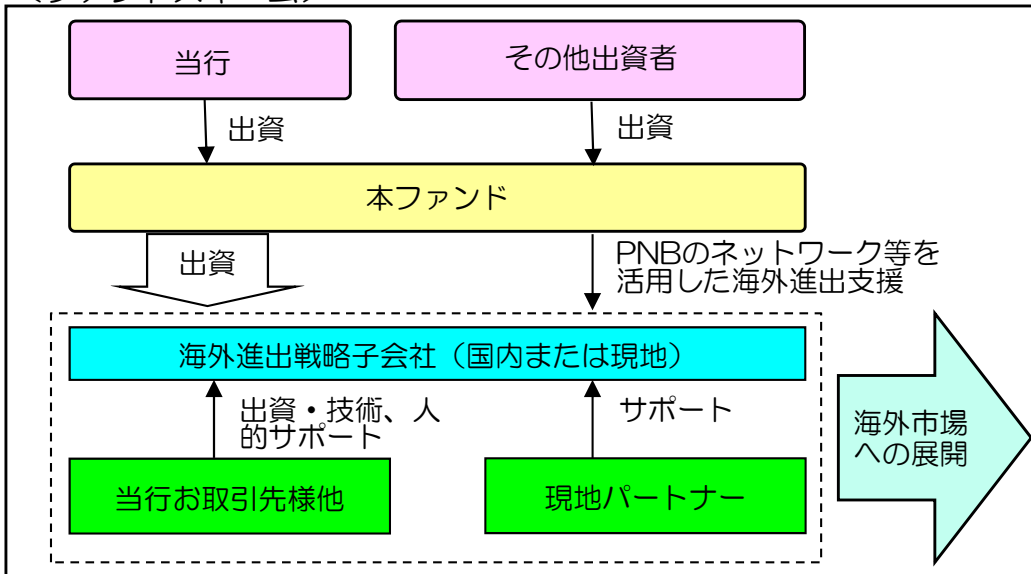 当行
その他出資者
出資
出資
本ファンド
出資
PNBのネットワーク等を
活用した海外進出支援
海外進出戦略子会社（国内または現地）
出資・技術、人
的サポート
サポート
海外市場
への展開
当行お取引先様他
現地パートナー